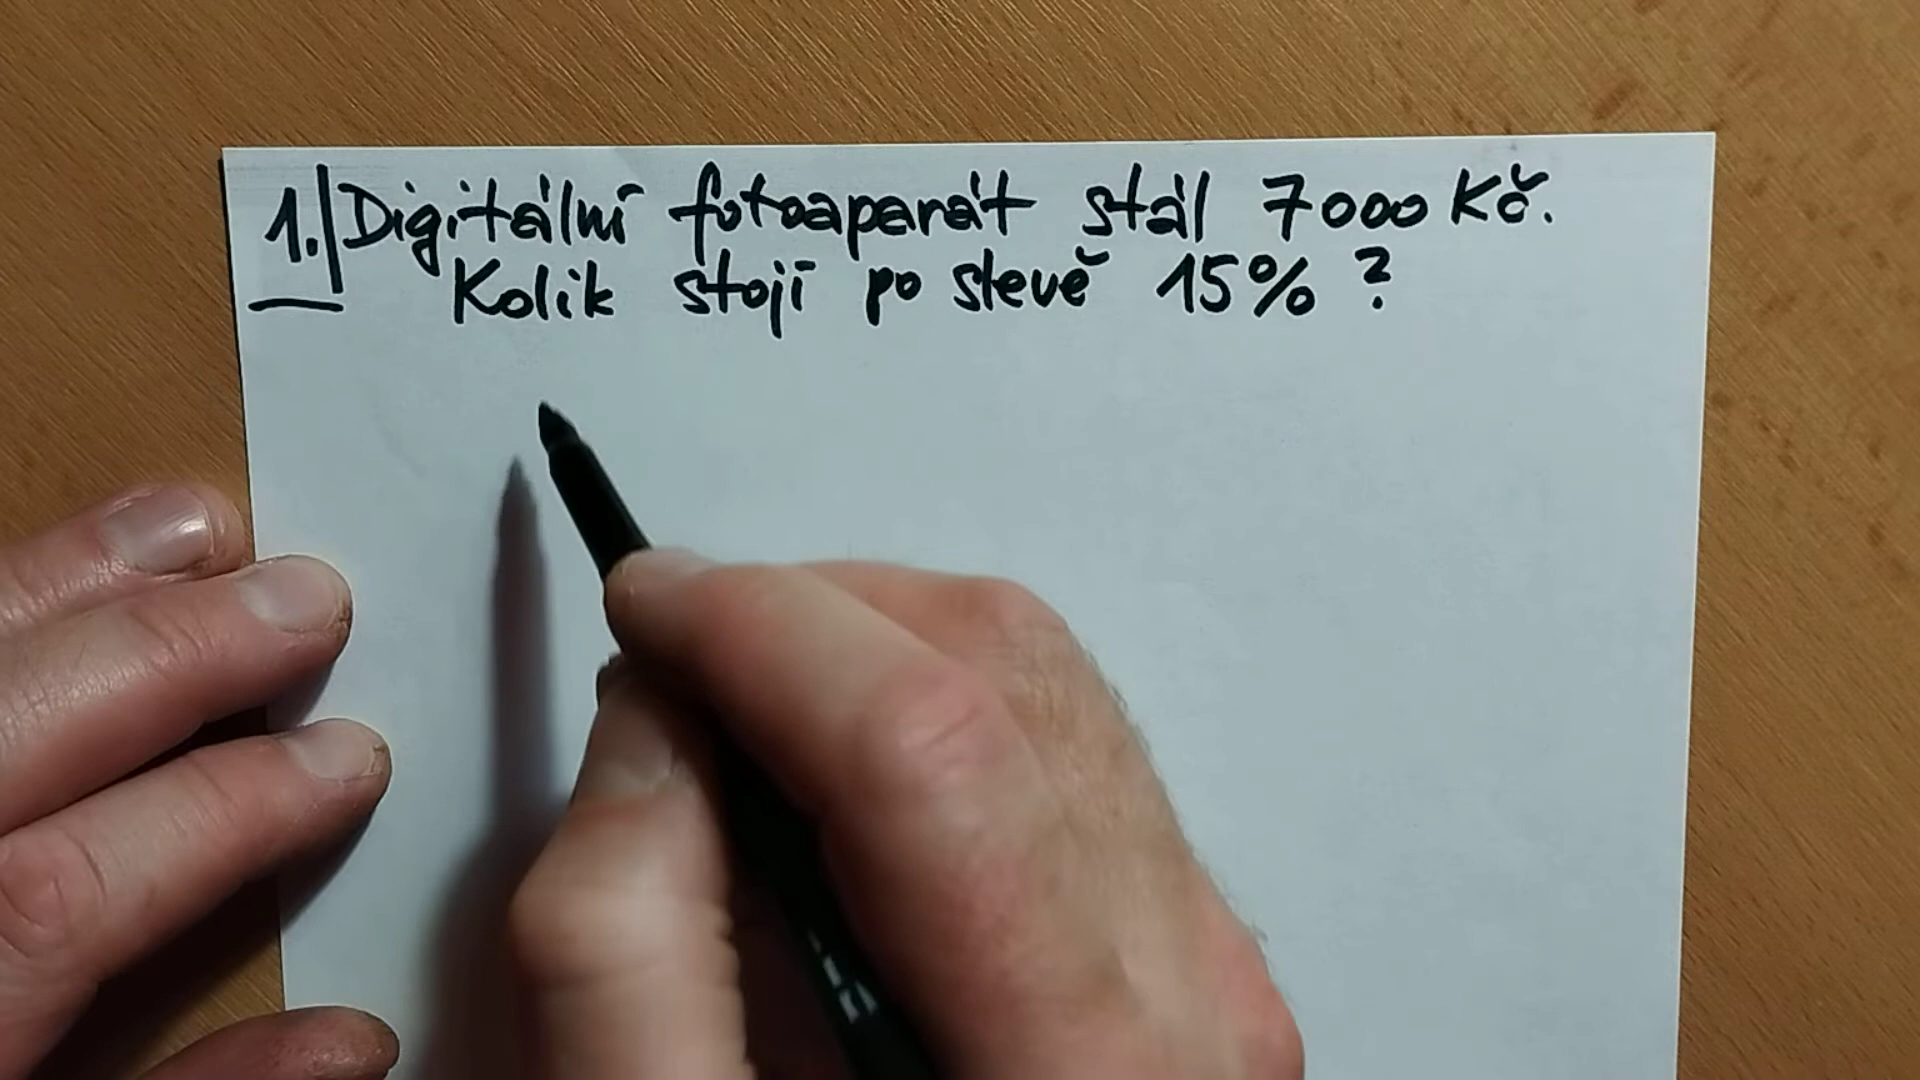 1. Digitální fotoaparát stál 7000 Kč.
Kolik stojí po slevě 15% ?